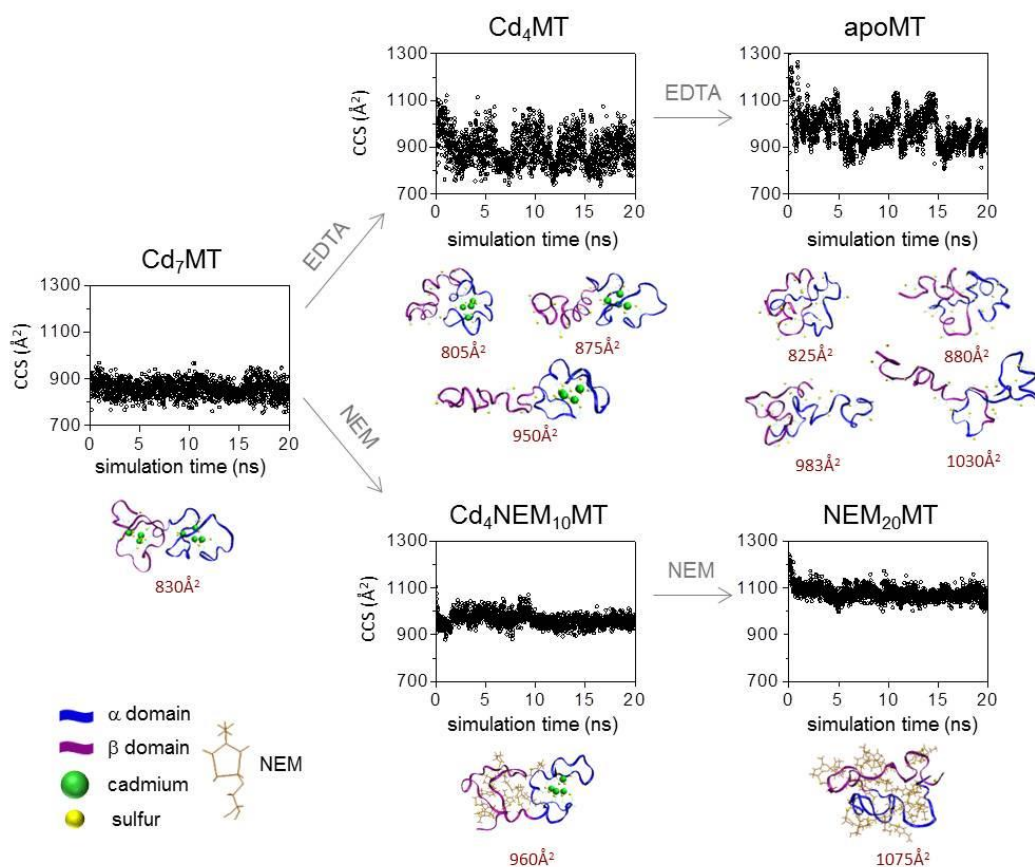 Cd₄MT
apoMT
1300
1100
900
700
CCS (Å²)
0 5 10 15 20
simulation time (ns)
EDTA
1300
1100
900
700
0 5 10 15 20
simulation time (ns)
EDTA
Cd₇MT
1300
1100
900
700
CCS (Å²)
0 5 10 15 20
simulation time (ns)
830Å²
805Å²
875Å²
950Å²
825Å²
880Å²
983Å²
1030Å²
NEM
Cd₄NEM₁₀MT
NEM₂₀MT
1300
1100
900
700
CCS (Å²)
0 5 10 15 20
simulation time (ns)
NEM
1300
1100
900
700
0 5 10 15 20
simulation time (ns)
960Å²
1075Å²
α domain
β domain
cadmium
sulfur
NEM